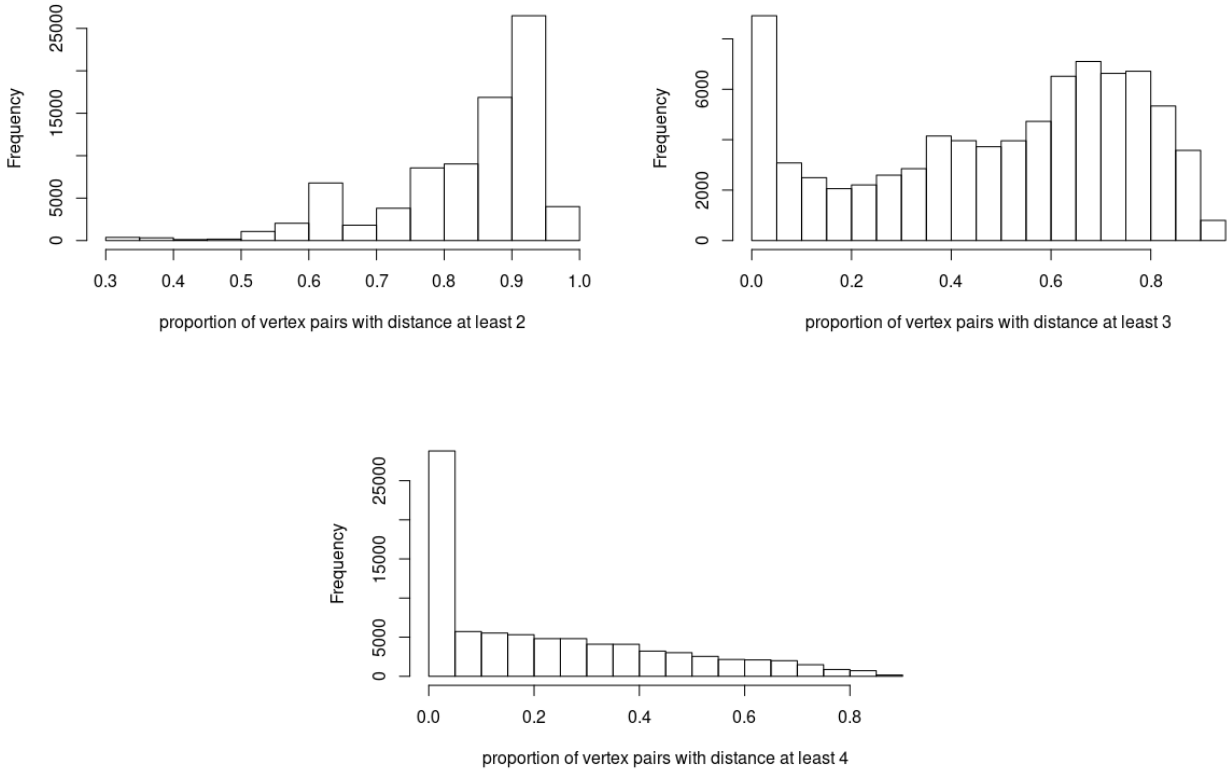 Frequency
25000
15000
5000
0
0.3 0.4 0.5 0.6 0.7 0.8 0.9 1.0
proportion of vertex pairs with distance at least 2
Frequency
6000
2000
0
0.0 0.2 0.4 0.6 0.8
proportion of vertex pairs with distance at least 3
Frequency
25000
15000
5000
0
0.0 0.2 0.4 0.6 0.8
proportion of vertex pairs with distance at least 4